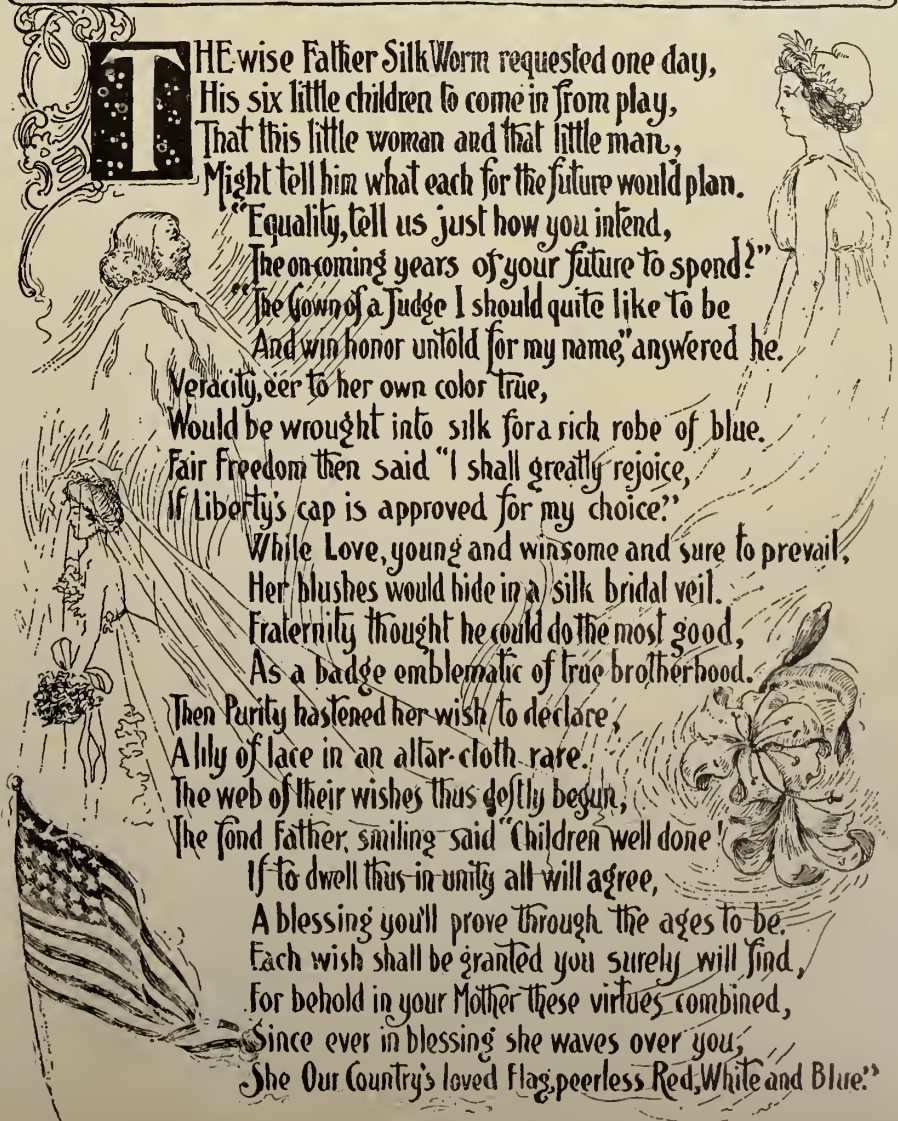 THE wise Father Silk Worm requested one day,
His six little children to come in from play,
That this little woman and that little man,
Might tell him what each for the future would plan.
"Equality, tell us just how you intend,
The on-coming years of your future to spend?"
"The Gown of a Judge I should quite like to be
And win honor untold for my name," answered he.
Veracity, e'er to her own color true,
Would be wrought into silk for a rich robe of blue.
Fair Freedom then said "I shall greatly rejoice,
If Liberty's cap is approved for my choice."
While Love, young and winsome and sure to prevail,
Her blushes would hide in a silk bridal veil.
Fraternity thought he could do the most good,
As a badge emblematic of true brotherhood.
Then Purity hastened her wish to declare,
A lily of lace in an altar-cloth rare.
The web of their wishes thus deftly begun,
The fond Father, smiling said "Children well done!
If to dwell thus in unity all will agree,
A blessing you'll prove through the ages to be.
Each wish shall be granted you surely will find,
For behold in your Mother these virtues combined,
Since ever in blessing she waves over you,
She Our Country's loved Flag, peerless Red, White and Blue."